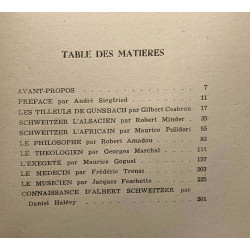 TABLE DES MATIERES
AVANT-PROPOS 7
PREFACE par André Siegfried 11
LES TILLEULS DE GUNSBACH par Gilbert Cesbron 17
SCHWEITZER L'ALSACIEN par Robert Minder 35
SCHWEITZER L'AFRICAIN par Maurice Polidori 55
LE PHILOSOPHE par Robert Amadou 83
LE THEOLOGIEN par Georges Marchal 111
L'EXEGETE par Maurice Goguel 137
LE MEDECIN par Frédéric Trensz 203
LE MUSICIEN par Jacques Feschotte 225
CONNAISSANCE D'ALBERT SCHWEITZER par
Daniel Halévy 261